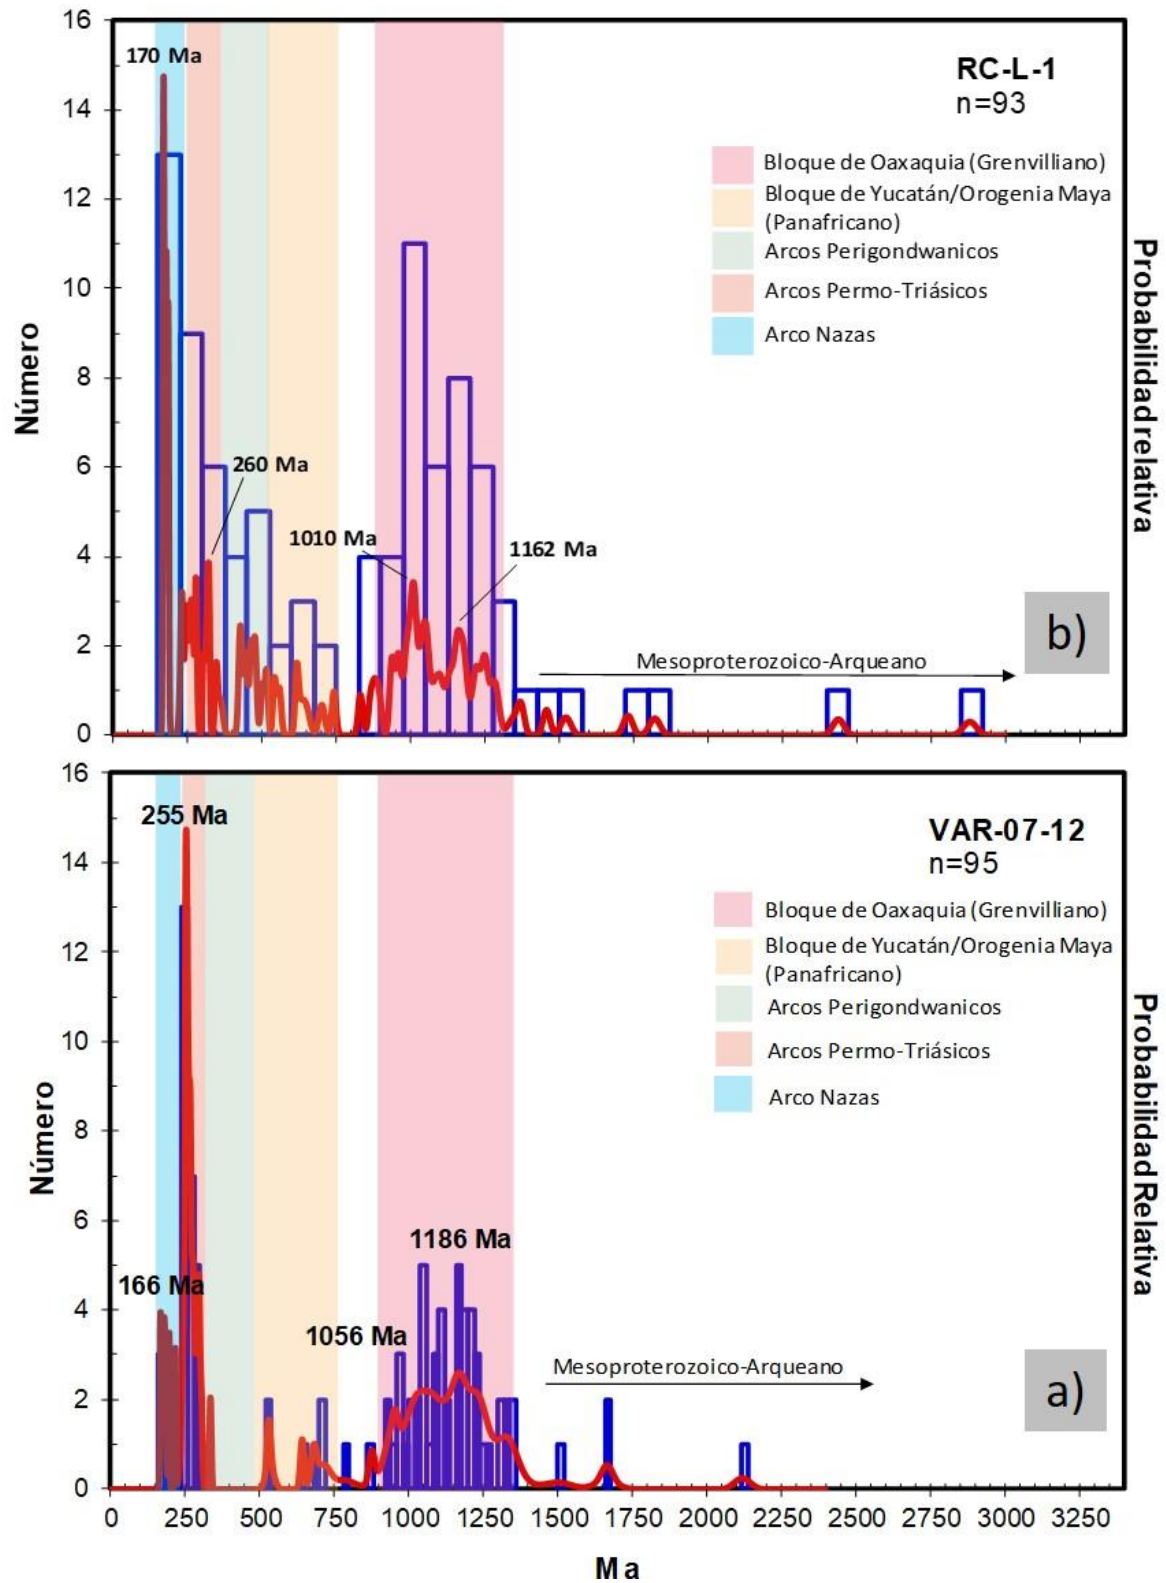 16
14
12
10
8
6
4
2
0
Número
170 Ma
260 Ma
1010 Ma
1162 Ma
RC-L-1
n=93
Bloque de Oaxaquia (Grenvilliano)
Bloque de Yucatán/Orogenia Maya
(Panafricano)
Arcos Perigondwanicos
Arcos Permo-Triásicos
Arco Nazas
Mesoproterozoico-Arqueano
b)
Probabilidad relativa
16
14
12
10
8
6
4
2
0
Número
255 Ma
166 Ma
1056 Ma
1186 Ma
VAR-07-12
n=95
Bloque de Oaxaquia (Grenvilliano)
Bloque de Yucatán/Orogenia Maya
(Panafricano)
Arcos Perigondwanicos
Arcos Permo-Triásicos
Arco Nazas
Mesoproterozoico-Arqueano
a)
Probabilidad Relativa
0 250 500 750 1000 1250 1500 1750 2000 2250 2500 2750 3000 3250
Ma